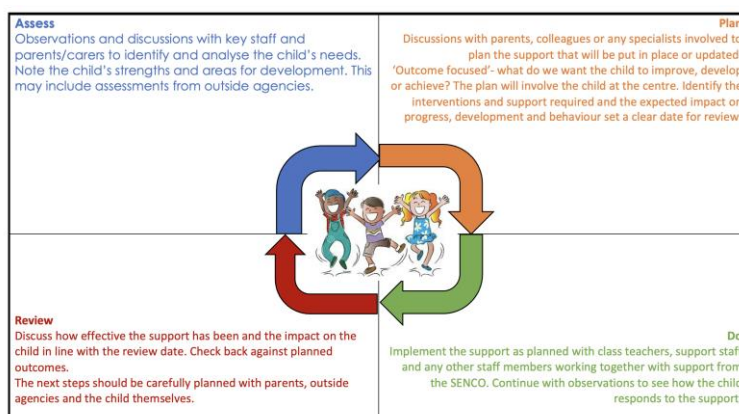 Assess
Observations and discussions with key staff and
parents/carers to identify and analyse the child's needs.
Note the child's strengths and areas for development. This
may include assessments from outside agencies.
Plan
Discussions with parents, colleagues or any specialists involved to
plan the support that will be put in place or updated
'Outcome focused'- what do we want the child to improve, develop
or achieve? The plan will involve the child at the centre. Identify the
interventions and support required and the expected impact on
progress, development and behaviour set a clear date for review
Review
Discuss how effective the support has been and the impact on the
child in line with the review date. Check back against planned
outcomes.
The next steps should be carefully planned with parents, outside
agencies and the child themselves.
Do
Implement the support as planned with class teachers, support staff
and any other staff members working together with support from
the SENCO. Continue with observations to see how the child
responds to the support